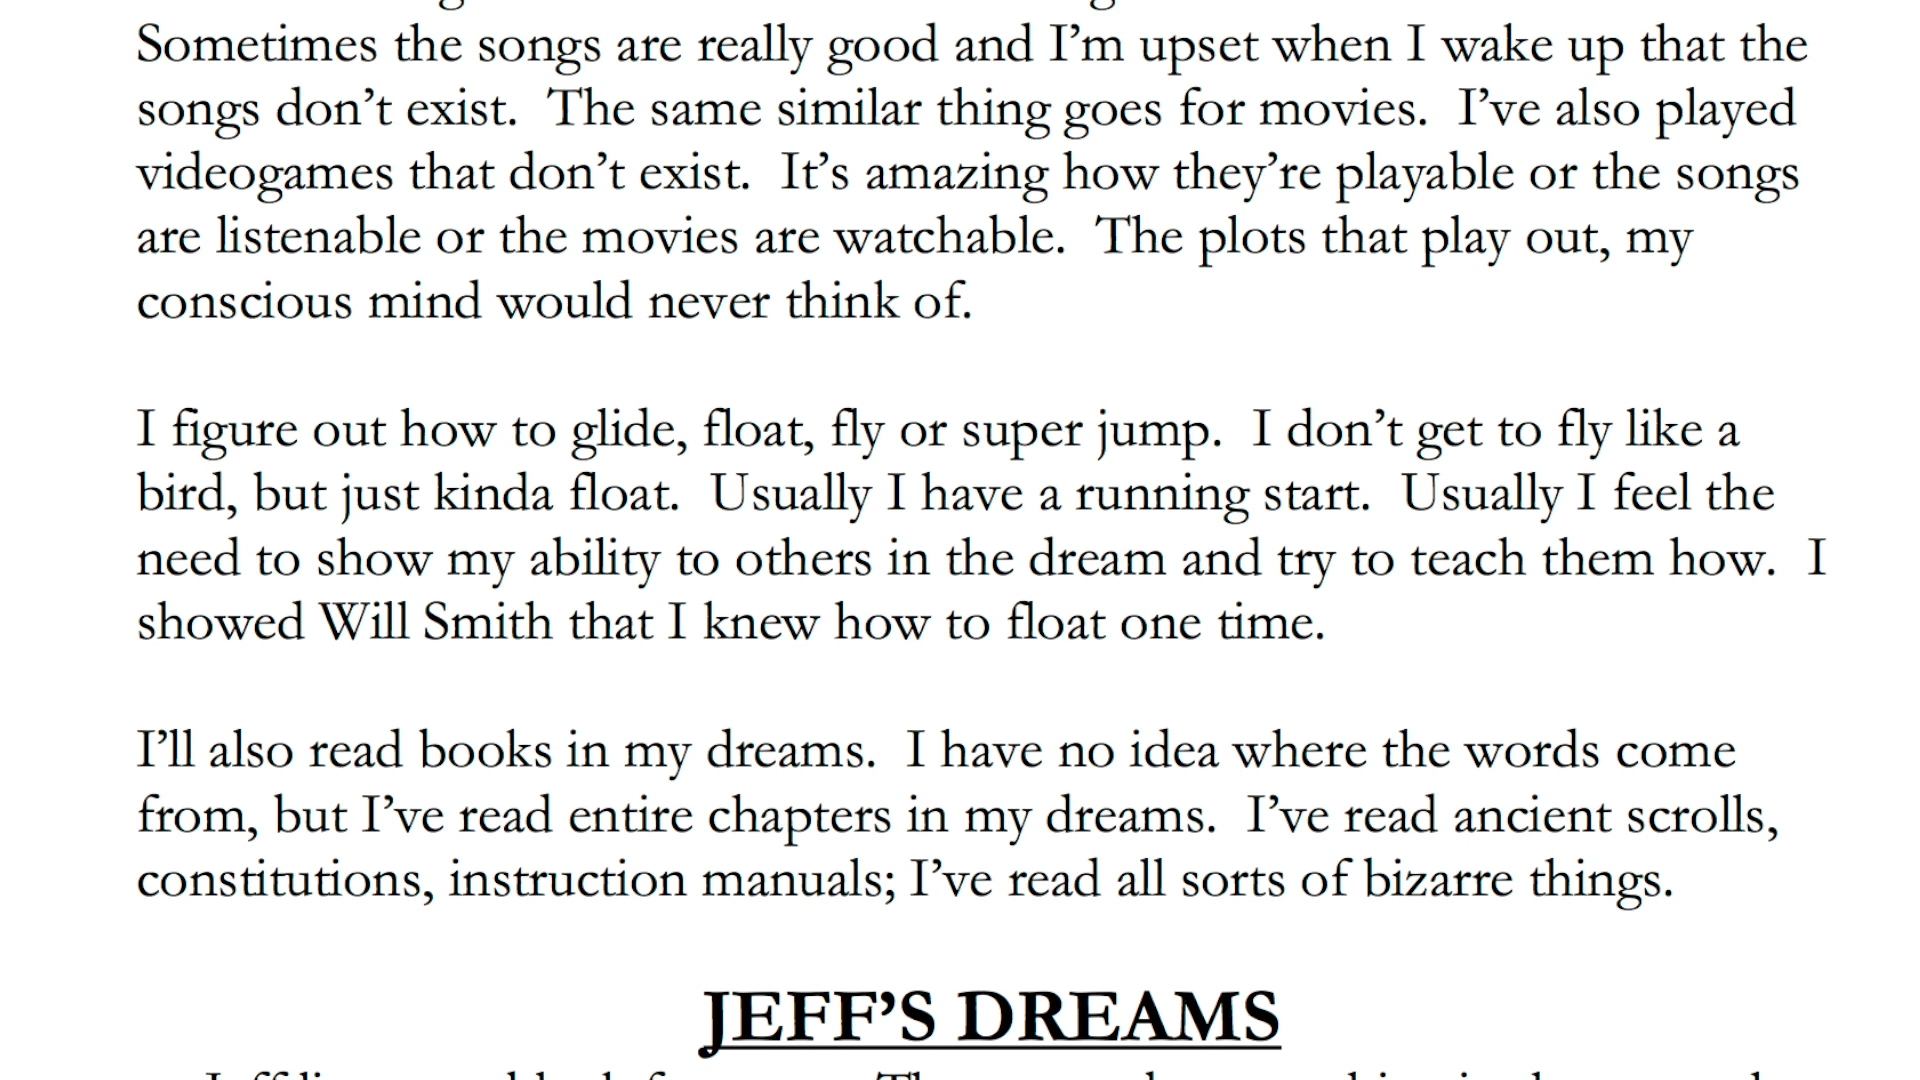 Sometimes the songs are really good and I’m upset when I wake up that the
songs don’t exist.  The same similar thing goes for movies.  I’ve also played
videogames that don’t exist.  It’s amazing how they’re playable or the songs
are listenable or the movies are watchable.  The plots that play out, my
conscious mind would never think of.
I figure out how to glide, float, fly or super jump.  I don’t get to fly like a
bird, but just kinda float.  Usually I have a running start.  Usually I feel the
need to show my ability to others in the dream and try to teach them how.  I
showed Will Smith that I knew how to float one time.
I’ll also read books in my dreams.  I have no idea where the words come
from, but I’ve read entire chapters in my dreams.  I’ve read ancient scrolls,
constitutions, instruction manuals; I’ve read all sorts of bizarre things.
JEFF’S DREAMS